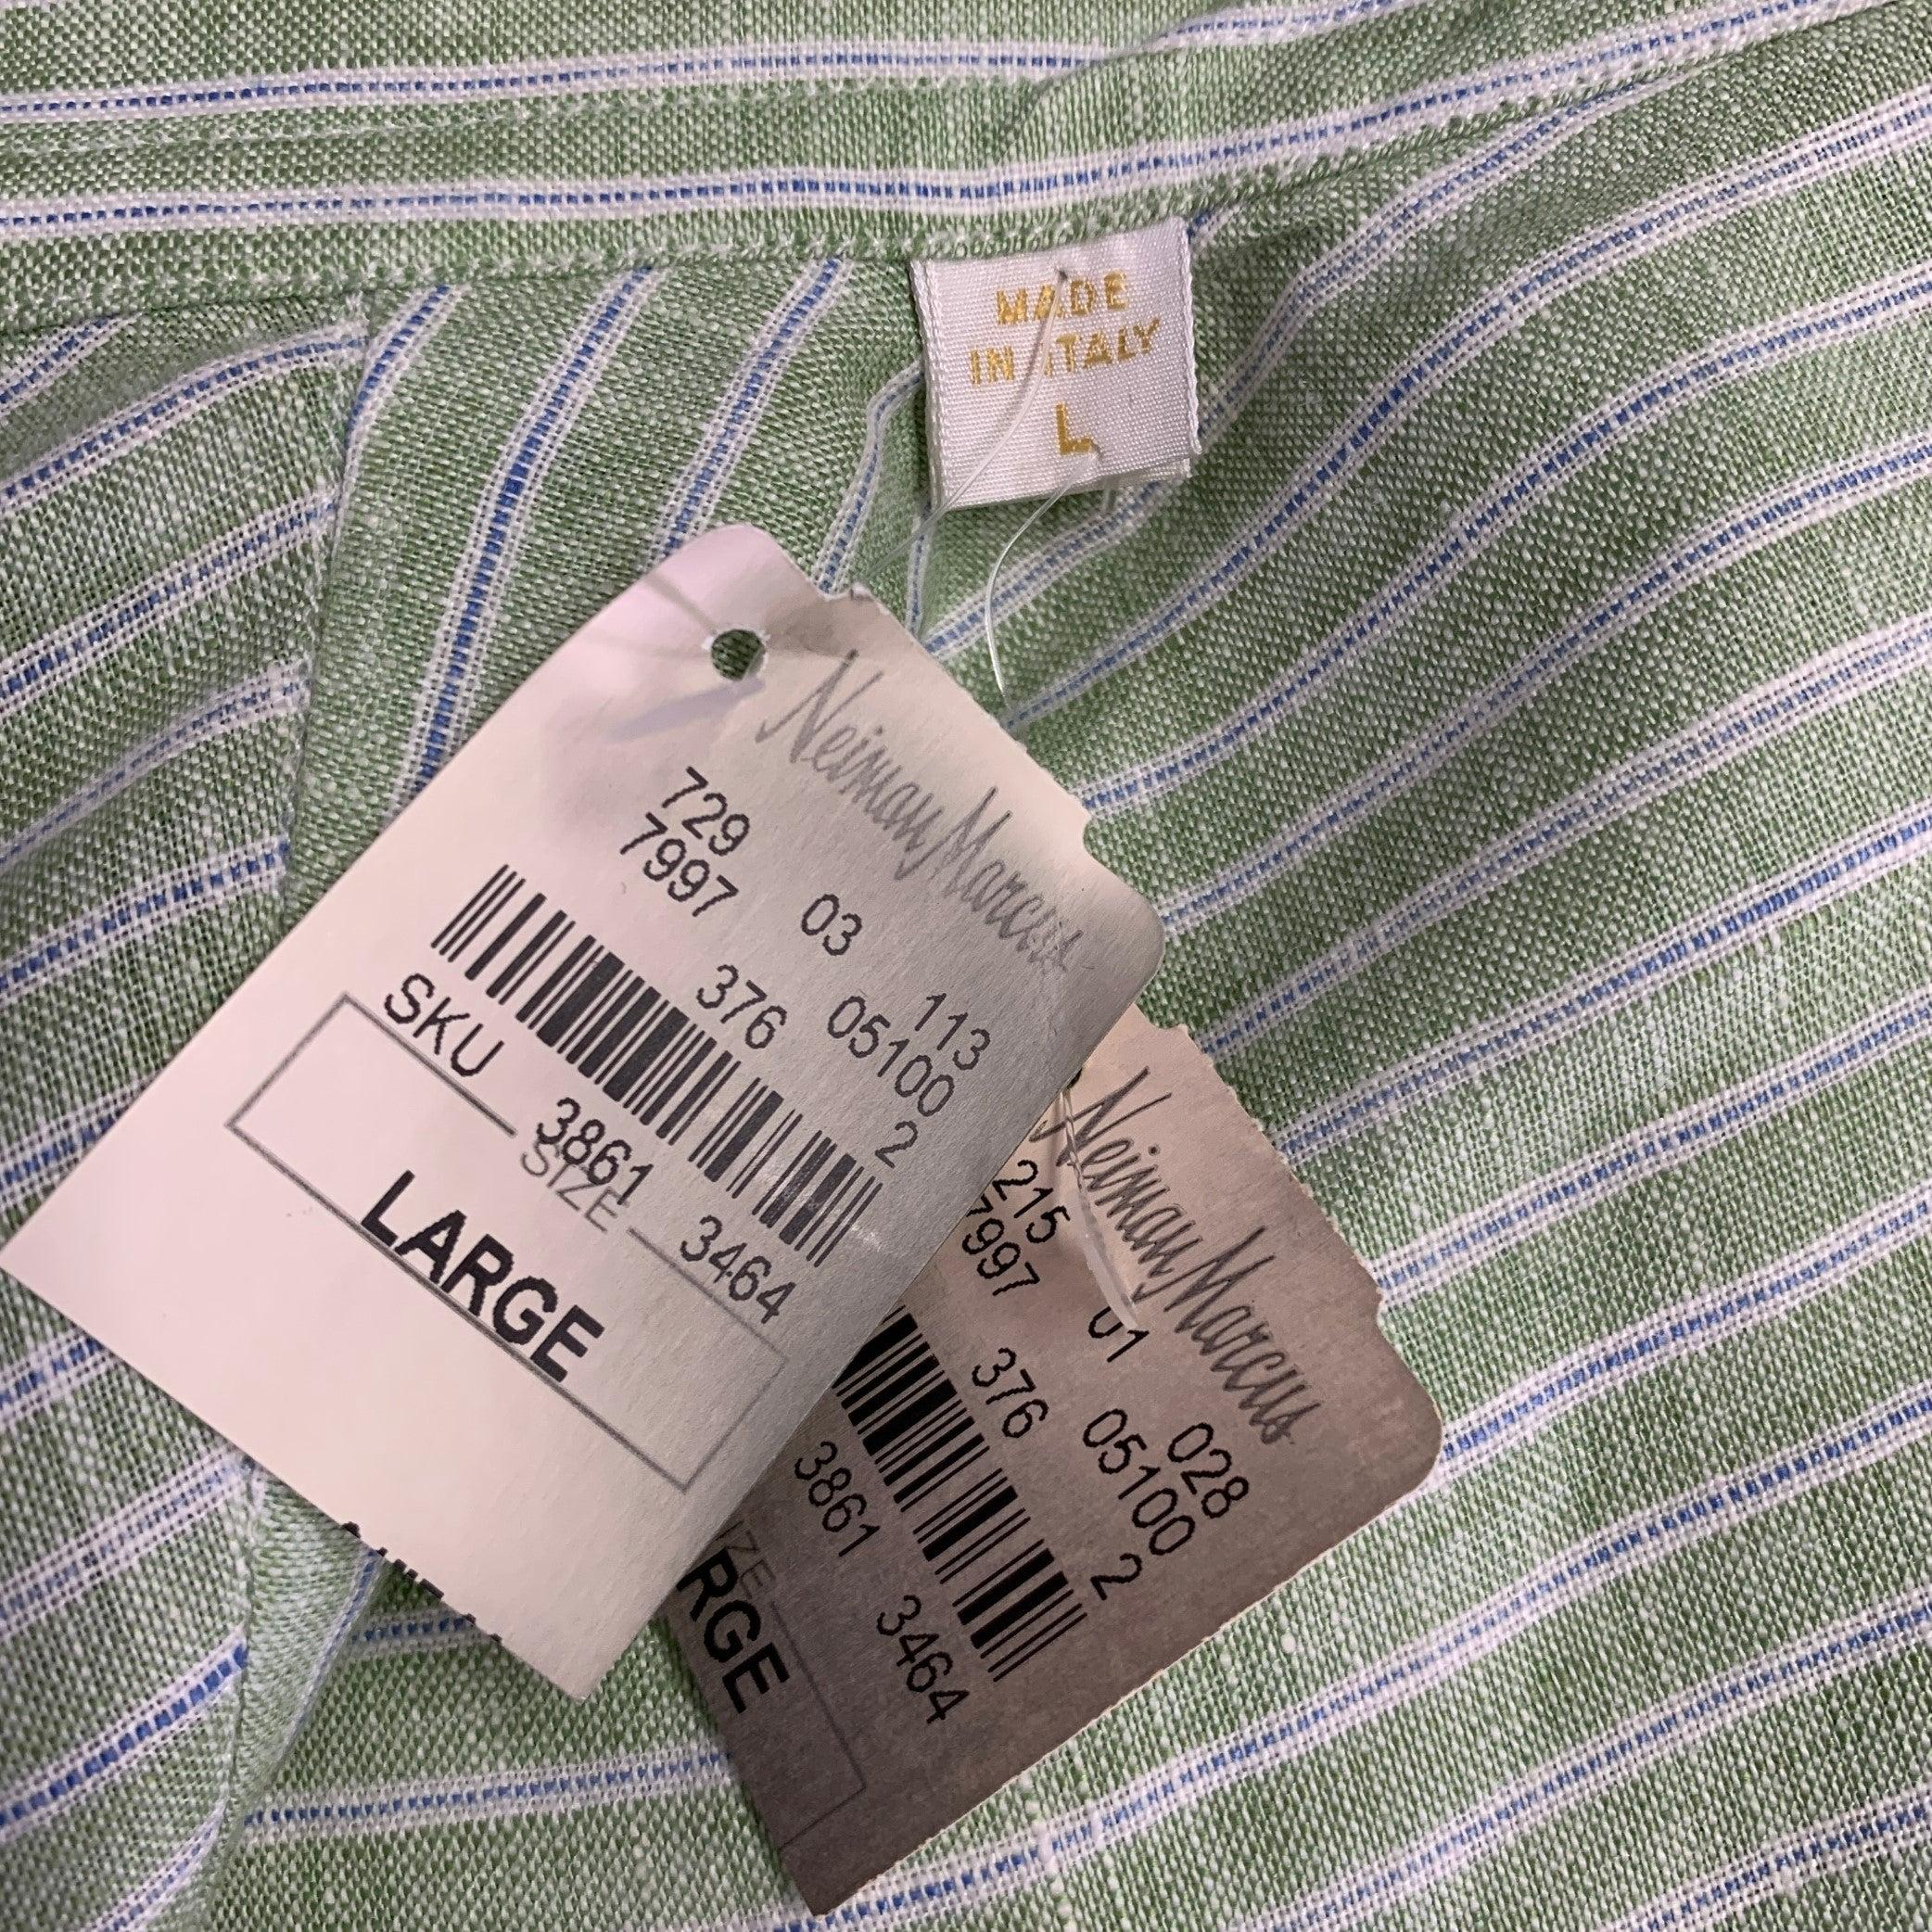 MADE
IN ITALY
L
Neiman Marcus
729 03 113
7997 376 05100 2
SKU 3861 3464
SIZE
LARGE
Neiman Marcus
215 01 028
7997 376 05100 2
3861 3464
RGE